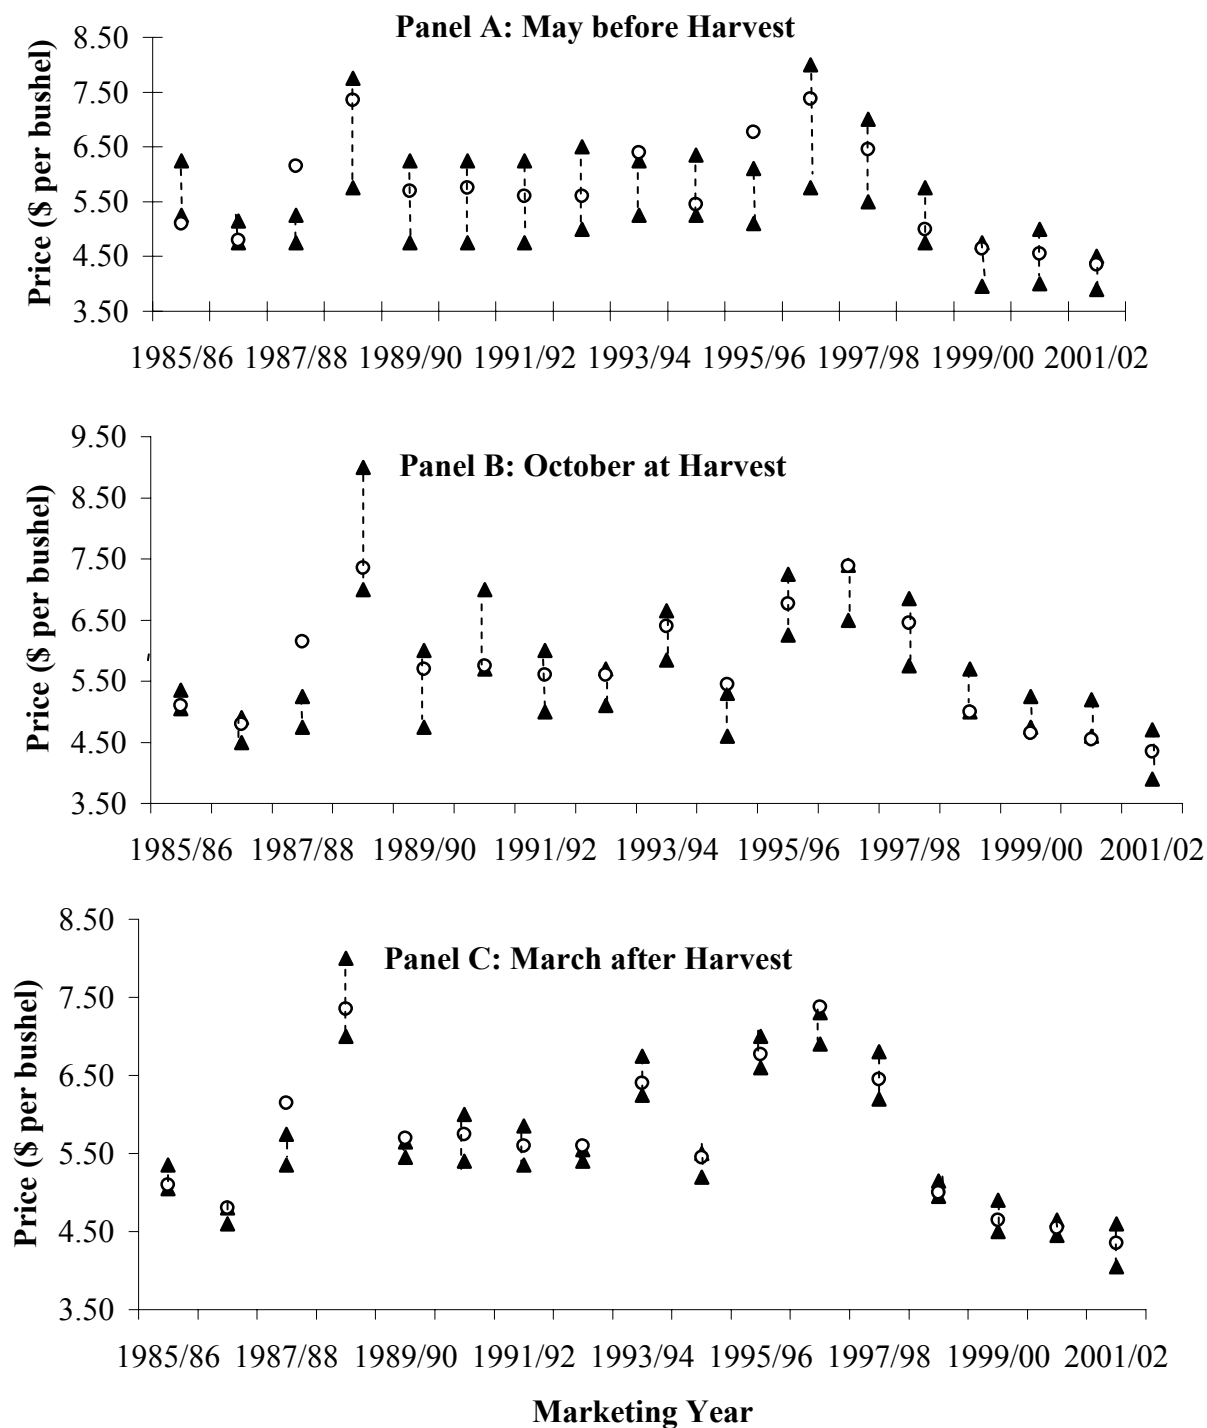 Panel A: May before Harvest
Price ($ per bushel)
8.50
7.50
6.50
5.50
4.50
3.50
1985/86 1987/88 1989/90 1991/92 1993/94 1995/96 1997/98 1999/00 2001/02
Panel B: October at Harvest
Price ($ per bushel)
9.50
8.50
7.50
6.50
5.50
4.50
3.50
1985/86 1987/88 1989/90 1991/92 1993/94 1995/96 1997/98 1999/00 2001/02
Panel C: March after Harvest
Price ($ per bushel)
8.50
7.50
6.50
5.50
4.50
3.50
1985/86 1987/88 1989/90 1991/92 1993/94 1995/96 1997/98 1999/00 2001/02
Marketing Year